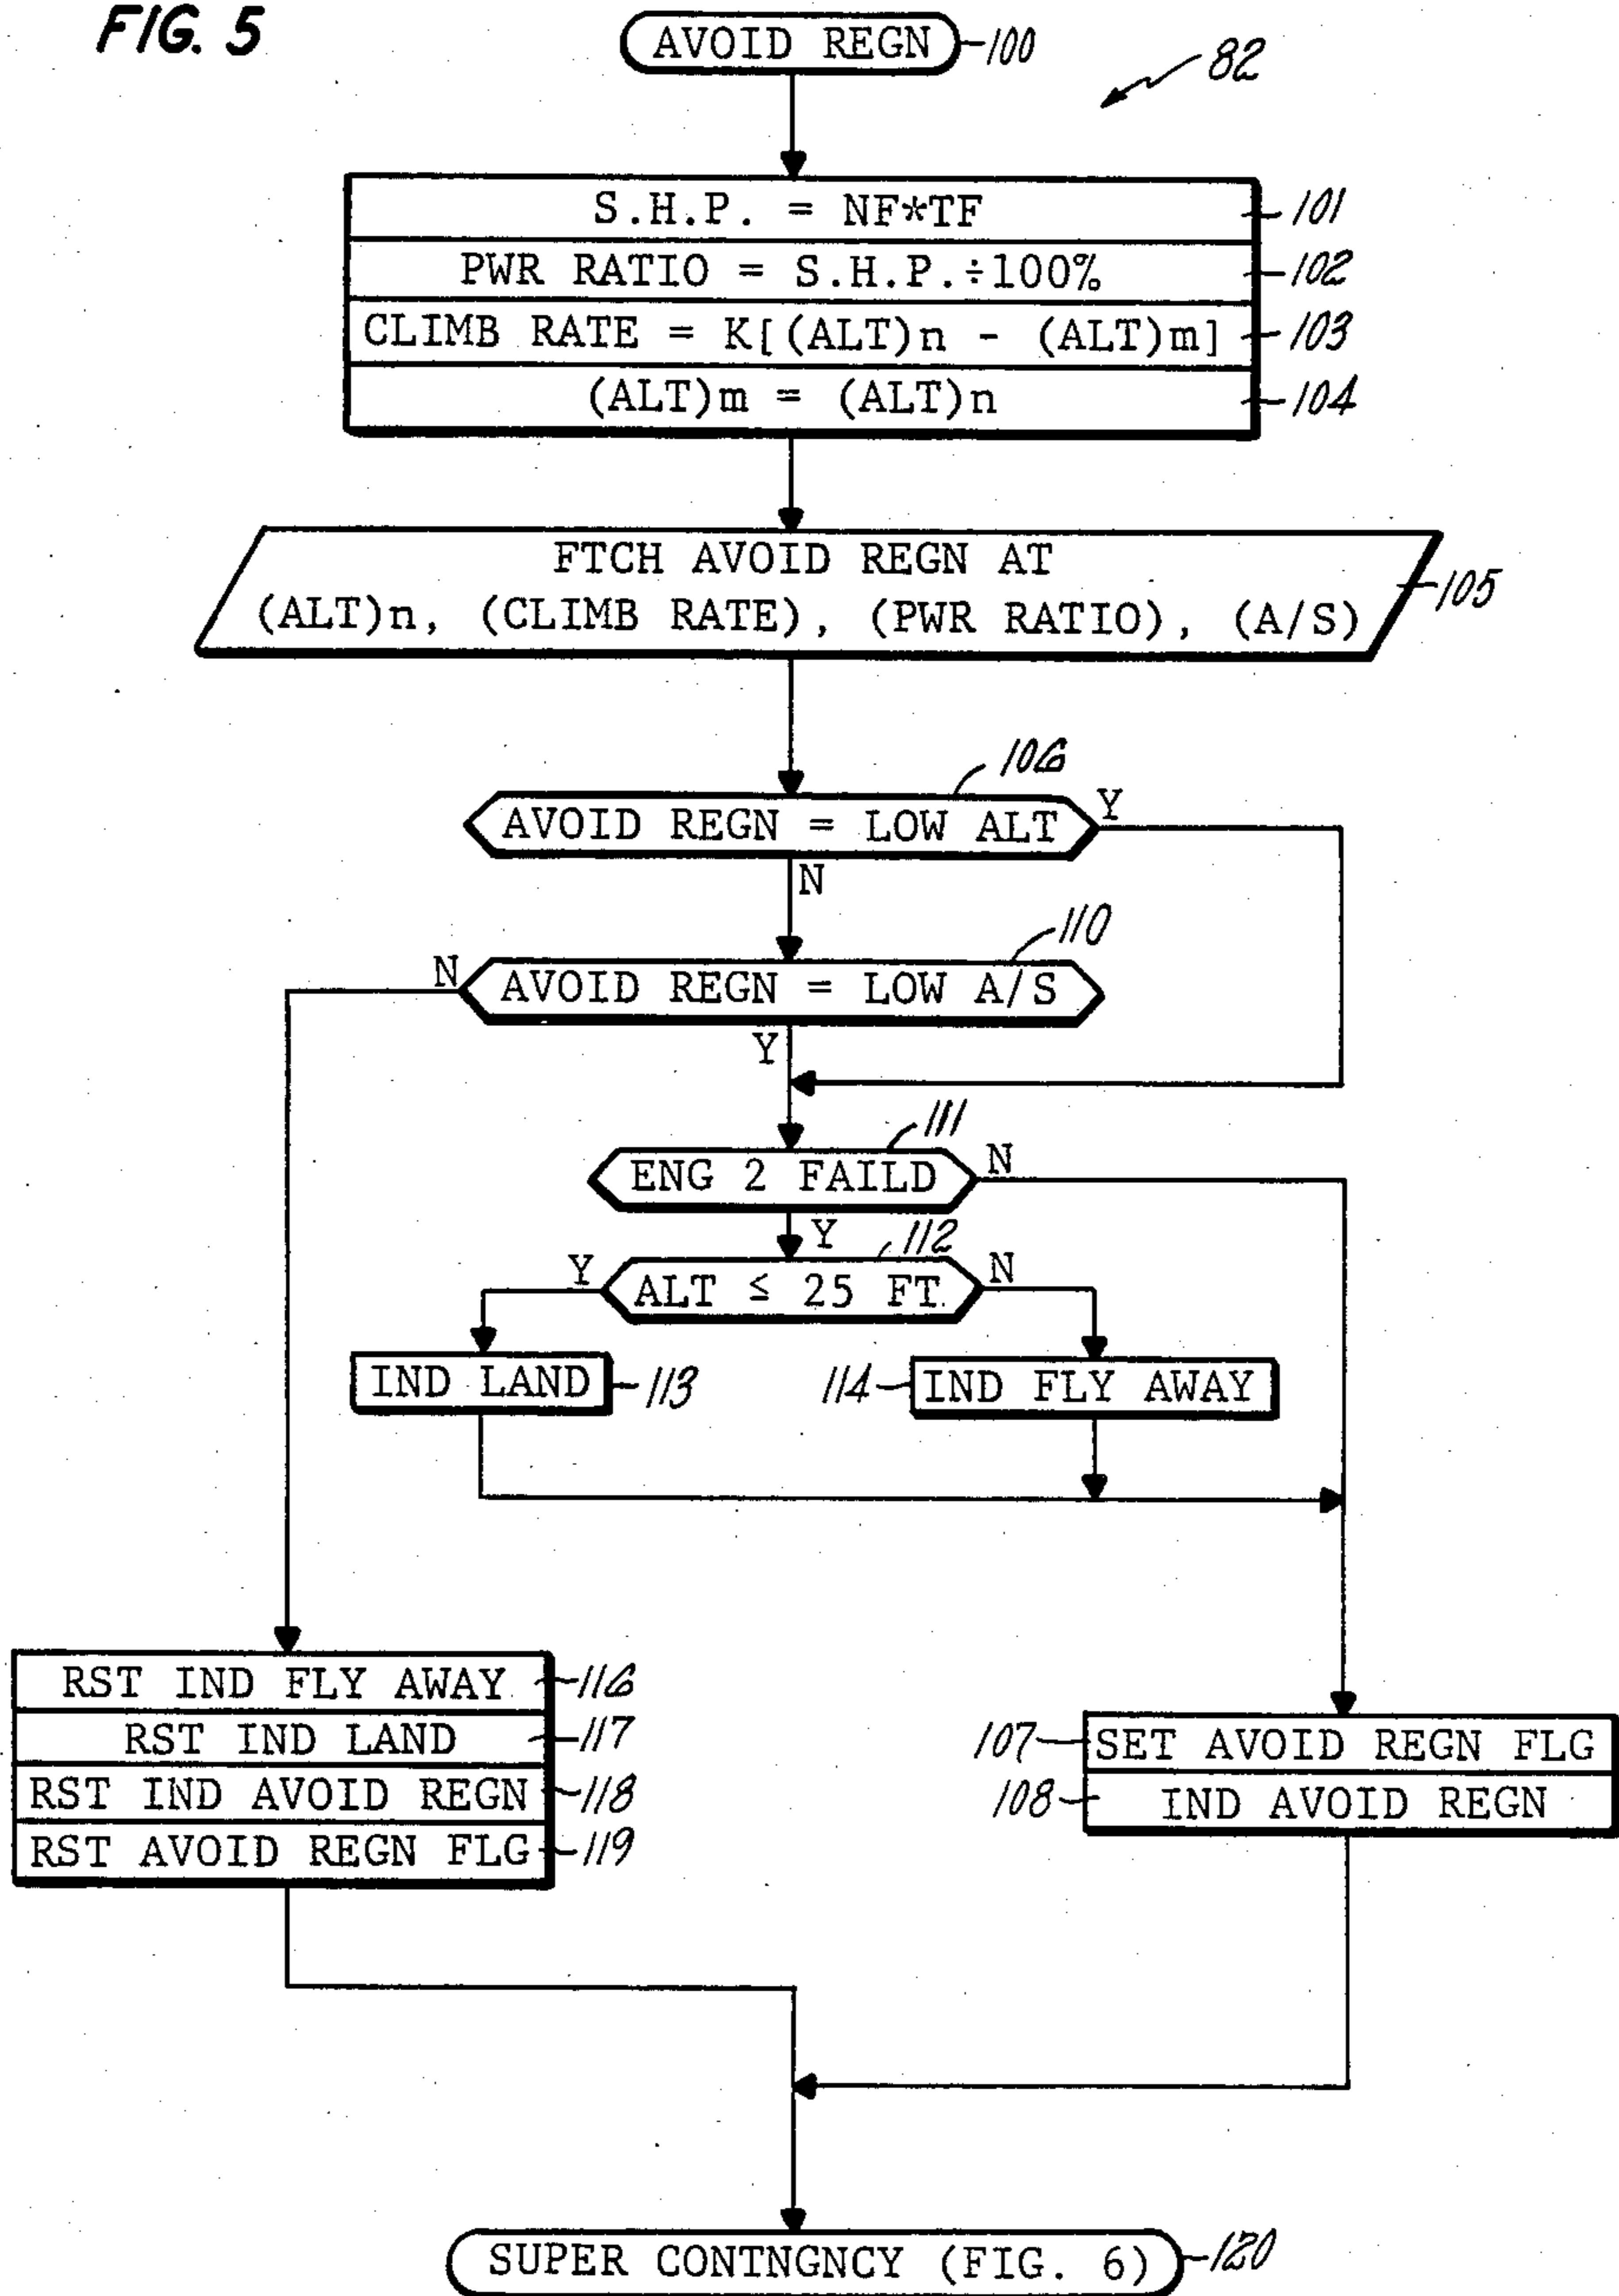 FIG. 5
AVOID REGN
100
82
S.H.P. = NF*TF
101
PWR RATIO = S.H.P.÷100%
102
CLIMB RATE = K[(ALT)n - (ALT)m]
103
(ALT)m = (ALT)n
104
FTCH AVOID REGN AT
(ALT)n, (CLIMB RATE), (PWR RATIO), (A/S)
105
106
AVOID REGN = LOW ALT
Y
N
110
N
AVOID REGN = LOW A/S
Y
111
ENG 2 FAILD
N
Y
112
Y
ALT ≤ 25 FT.
N
IND LAND
113
114
IND FLY AWAY
RST IND FLY AWAY
116
RST IND LAND
117
RST IND AVOID REGN
118
RST AVOID REGN FLG
119
107
SET AVOID REGN FLG
108
IND AVOID REGN
SUPER CONTNGNCY (FIG. 6)
120